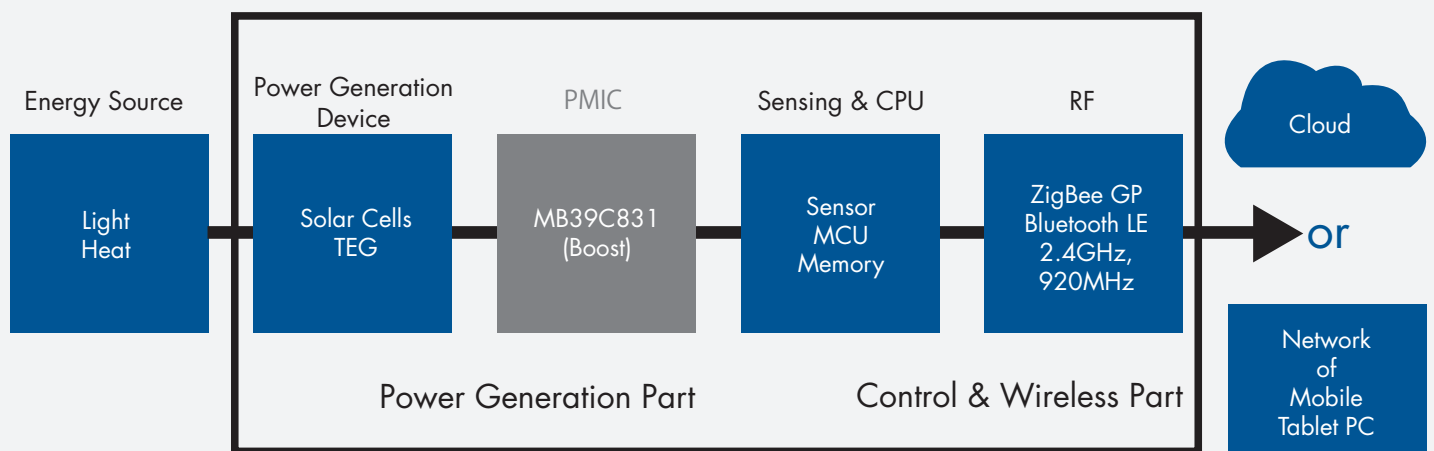 Energy Source
Light
Heat
Power Generation
Device
Solar Cells
TEG
PMIC
MB39C831
(Boost)
Sensing & CPU
Sensor
MCU
Memory
RF
ZigBee GP
Bluetooth LE
2.4GHz,
920MHz
Power Generation Part
Control & Wireless Part
Cloud
or
Network
of
Mobile
Tablet PC